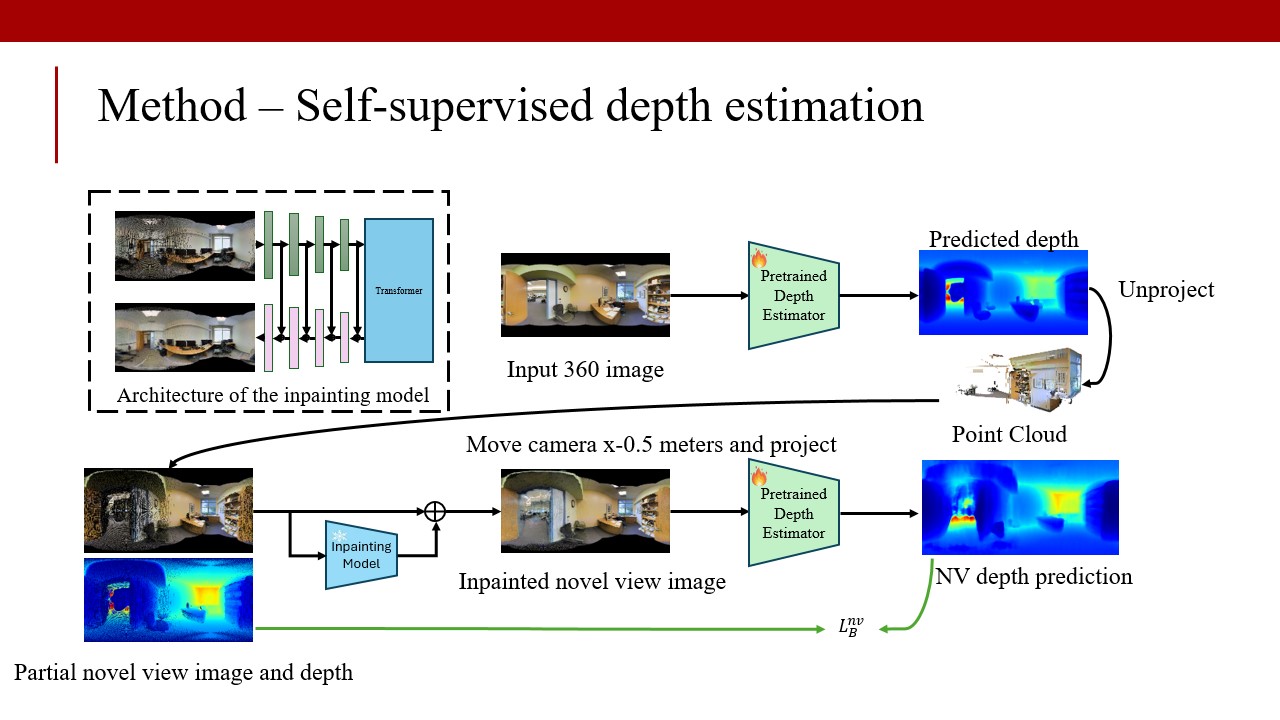 Method – Self-supervised depth estimation
Transformer
Architecture of the inpainting model
Input 360 image
Pretrained
Depth
Estimator
Predicted depth
Unproject
Point Cloud
Move camera x-0.5 meters and project
Inpainting
Model
Inpainted novel view image
Pretrained
Depth
Estimator
NV depth prediction
L_B^{nv}
Partial novel view image and depth